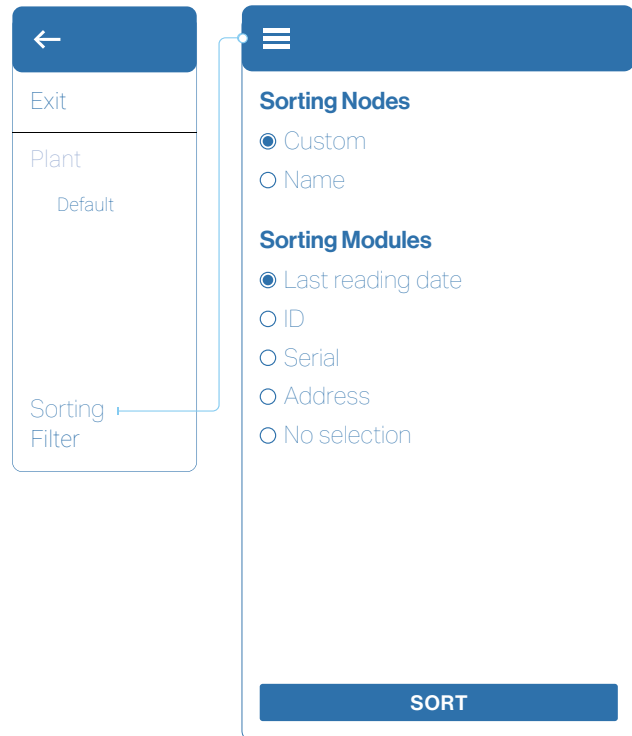 Exit
Plant
Default
Sorting
Filter
Sorting Nodes
Custom
Name
Sorting Modules
Last reading date
ID
Serial
Address
No selection
SORT